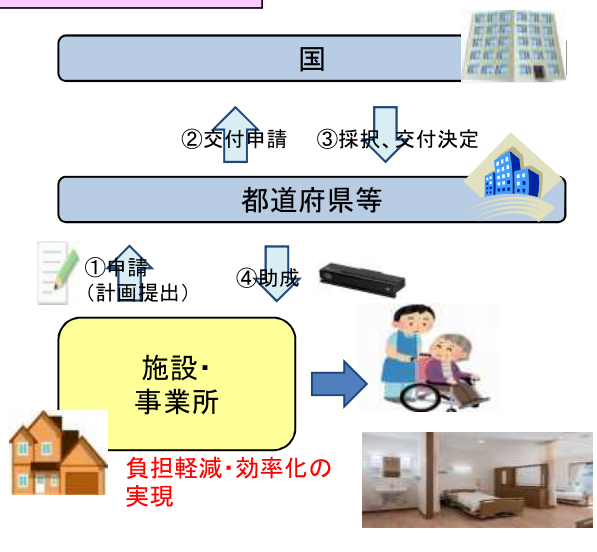 国
②交付申請
③採択、交付決定
都道府県等
①申請
（計画提出）
④助成
施設・
事業所
負担軽減・効率化の
実現